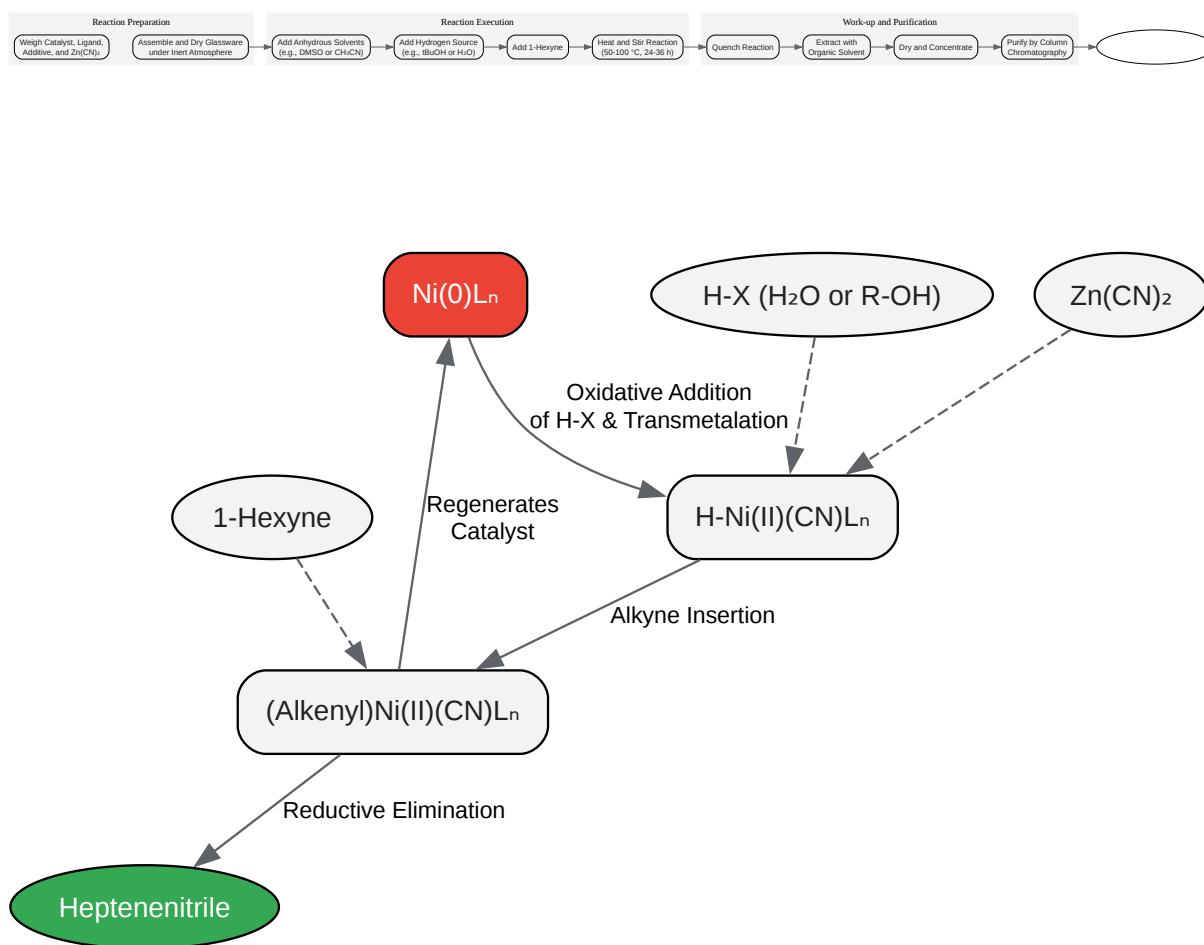 Reaction Preparation
Weigh Catalyst, Ligand,
Additive, and Zn(CN)₂
Assemble and Dry Glassware
under Inert Atmosphere
Reaction Execution
Add Anhydrous Solvents
(e.g., DMSO or CH₃CN)
Add Hydrogen Source
(e.g., tBuOH or H₂O)
Add 1-Hexyne
Heat and Stir Reaction
(50-100 °C, 24-36 h)
Work-up and Purification
Quench Reaction
Extract with
Organic Solvent
Dry and Concentrate
Purify by Column
Chromatography
Ni(0)Lₙ
H-X (H₂O or R-OH)
Zn(CN)₂
Oxidative Addition
of H-X & Transmetalation
1-Hexyne
Regenerates
Catalyst
H-Ni(II)(CN)Lₙ
Alkyne Insertion
(Alkenyl)Ni(II)(CN)Lₙ
Reductive Elimination
Heptenenitrile